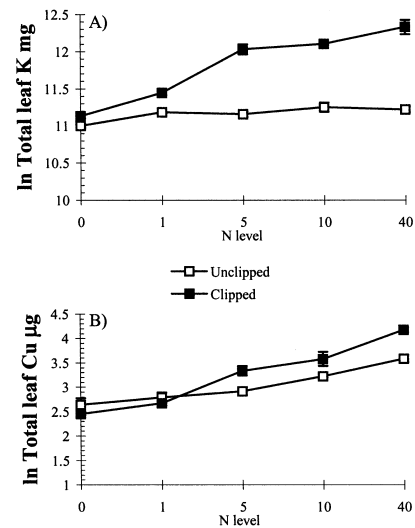 A)
ln Total leaf K mg
12.5
12
11.5
11
10.5
10
0 1 5 10 40
N level
Unclipped
Clipped
B)
ln Total leaf Cu µg
4.5
4
3.5
3
2.5
2
1.5
1
0 1 5 10 40
N level